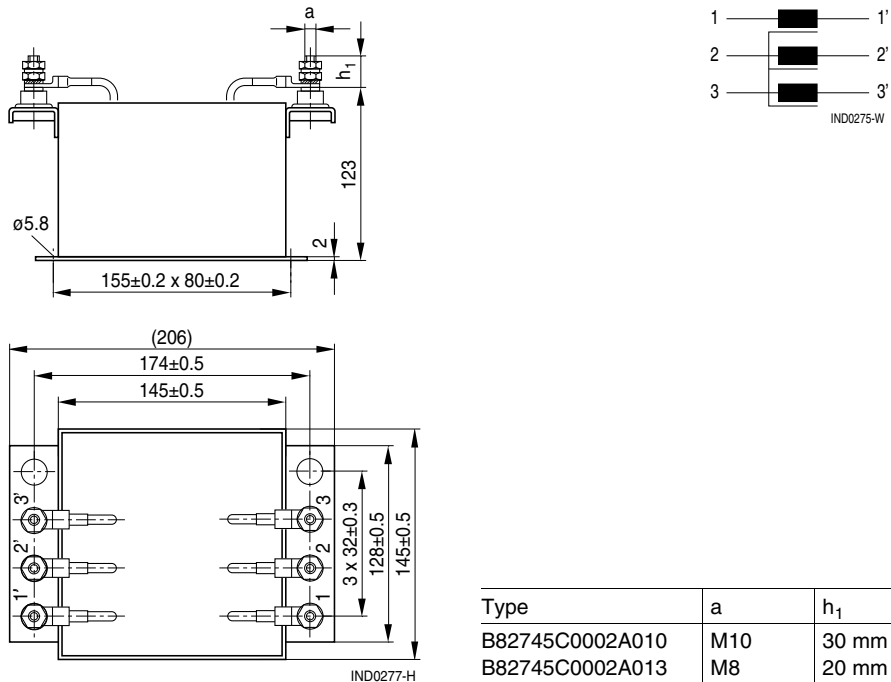 a
h₁
123
2
ø5.8
155±0.2 x 80±0.2
1 1'
2 2'
3 3'
IND0275-W
(206)
174±0.5
145±0.5
3' 3
2' 2
1' 1
3 x 32±0.3
128±0.5
145±0.5
IND0277-H
Type a h₁
B82745C0002A010 M10 30 mm
B82745C0002A013 M8 20 mm